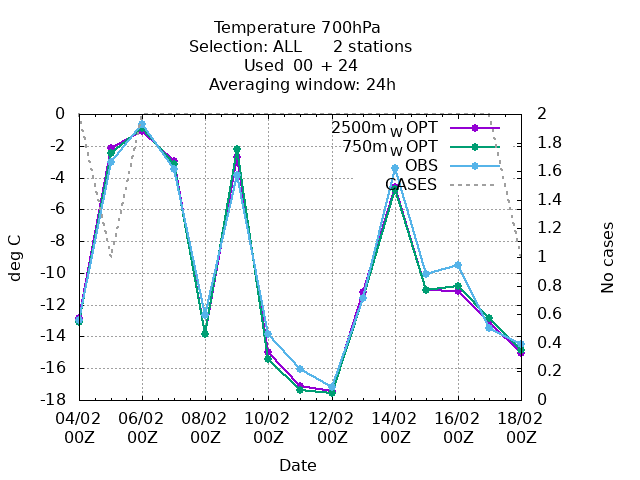 Temperature 700hPa
Selection: ALL 2 stations
Used 00 + 24
Averaging window: 24h
2500m W OPT
750m W OPT
OBS
CASES
0
-2
-4
-6
-8
-10
-12
-14
-16
-18
2
1.8
1.6
1.4
1.2
1
0.8
0.6
0.4
0.2
0
deg C
No cases
04/02 06/02 08/02 10/02 12/02 14/02 16/02 18/02
00Z 00Z 00Z 00Z 00Z 00Z 00Z 00Z
Date